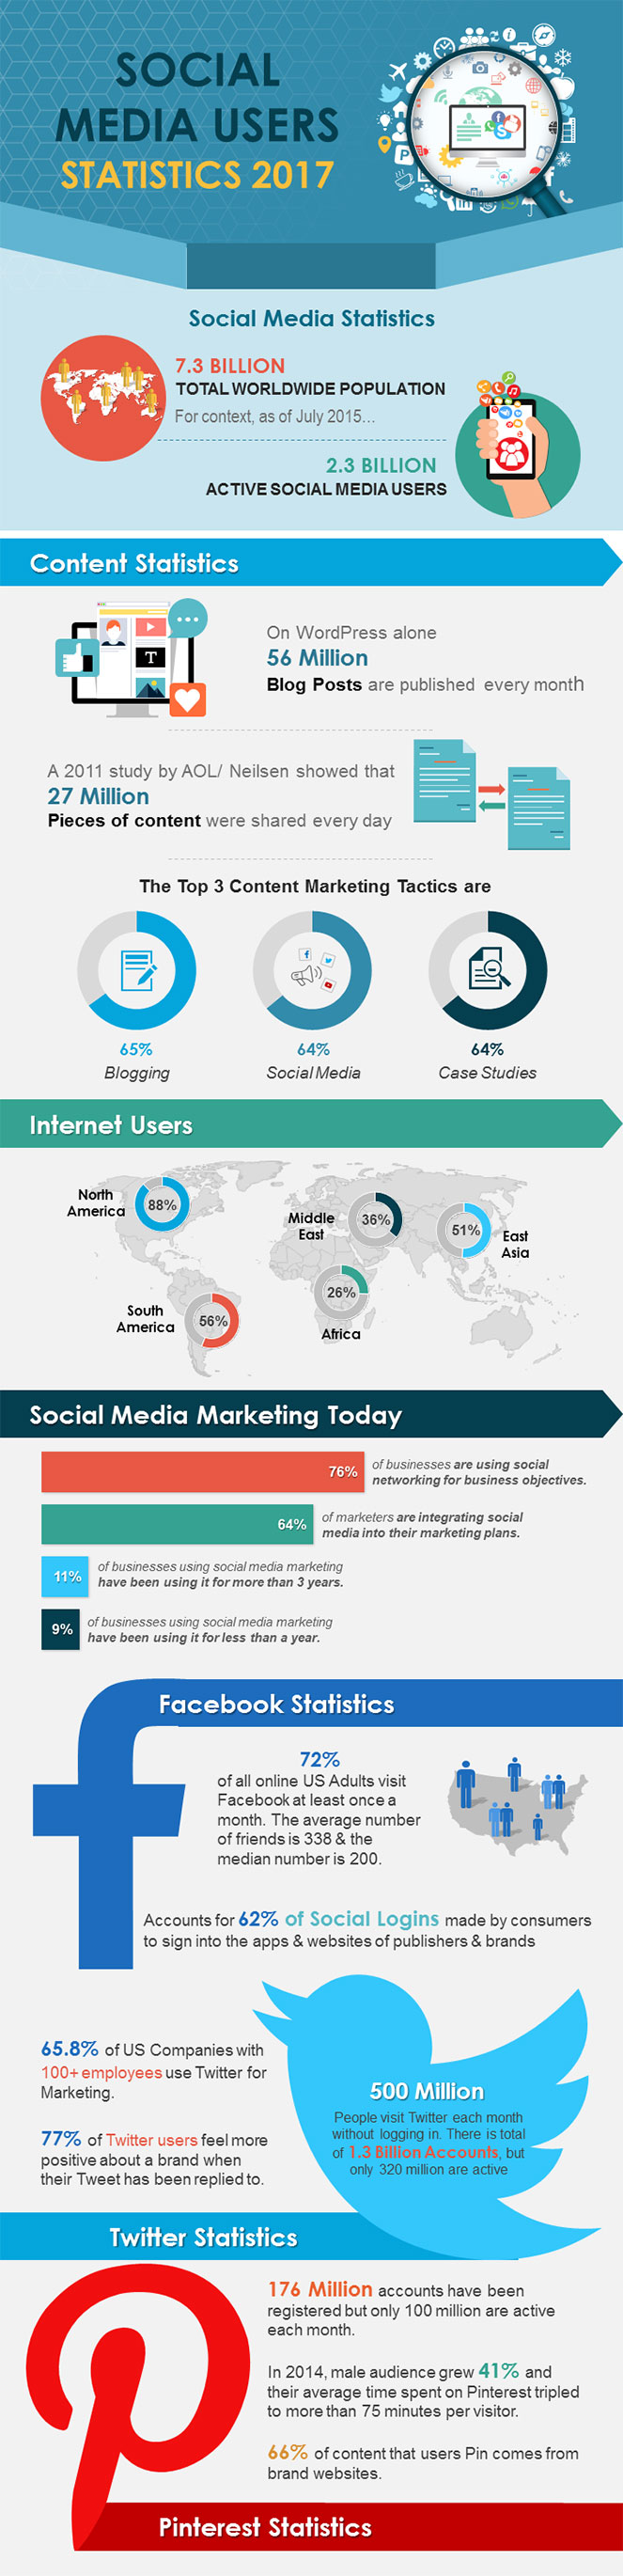 SOCIAL
MEDIA USERS
STATISTICS 2017
Social Media Statistics
7.3 BILLION
TOTAL WORLDWIDE POPULATION
For context, as of July 2015...
2.3 BILLION
ACTIVE SOCIAL MEDIA USERS
Content Statistics
On WordPress alone
56 Million
Blog Posts are published every month
A 2011 study by AOL/ Neilsen showed that
27 Million
Pieces of content were shared every day
The Top 3 Content Marketing Tactics are
65%
Blogging
64%
Social Media
64%
Case Studies
Internet Users
North
America
88%
Middle
East
36%
51%
East
Asia
26%
Africa
South
America
56%
Social Media Marketing Today
76%
of businesses are using social
networking for business objectives.
64%
of marketers are integrating social
media into their marketing plans.
11%
of businesses using social media marketing
have been using it for more than 3 years.
9%
of businesses using social media marketing
have been using it for less than a year.
Facebook Statistics
72%
of all online US Adults visit
Facebook at least once a
month. The average number
of friends is 338 & the
median number is 200.
Accounts for 62% of Social Logins made by consumers
to sign into the apps & websites of publishers & brands
65.8% of US Companies with
100+ employees use Twitter for
Marketing.
77% of Twitter users feel more
positive about a brand when
their Tweet has been replied to.
500 Million
People visit Twitter each month
without logging in. There is total
of 1.3 Billion Accounts, but
only 320 million are active
Twitter Statistics
176 Million accounts have been
registered but only 100 million are active
each month.
In 2014, male audience grew 41% and
their average time spent on Pinterest tripled
to more than 75 minutes per visitor.
66% of content that users Pin comes from
brand websites.
Pinterest Statistics